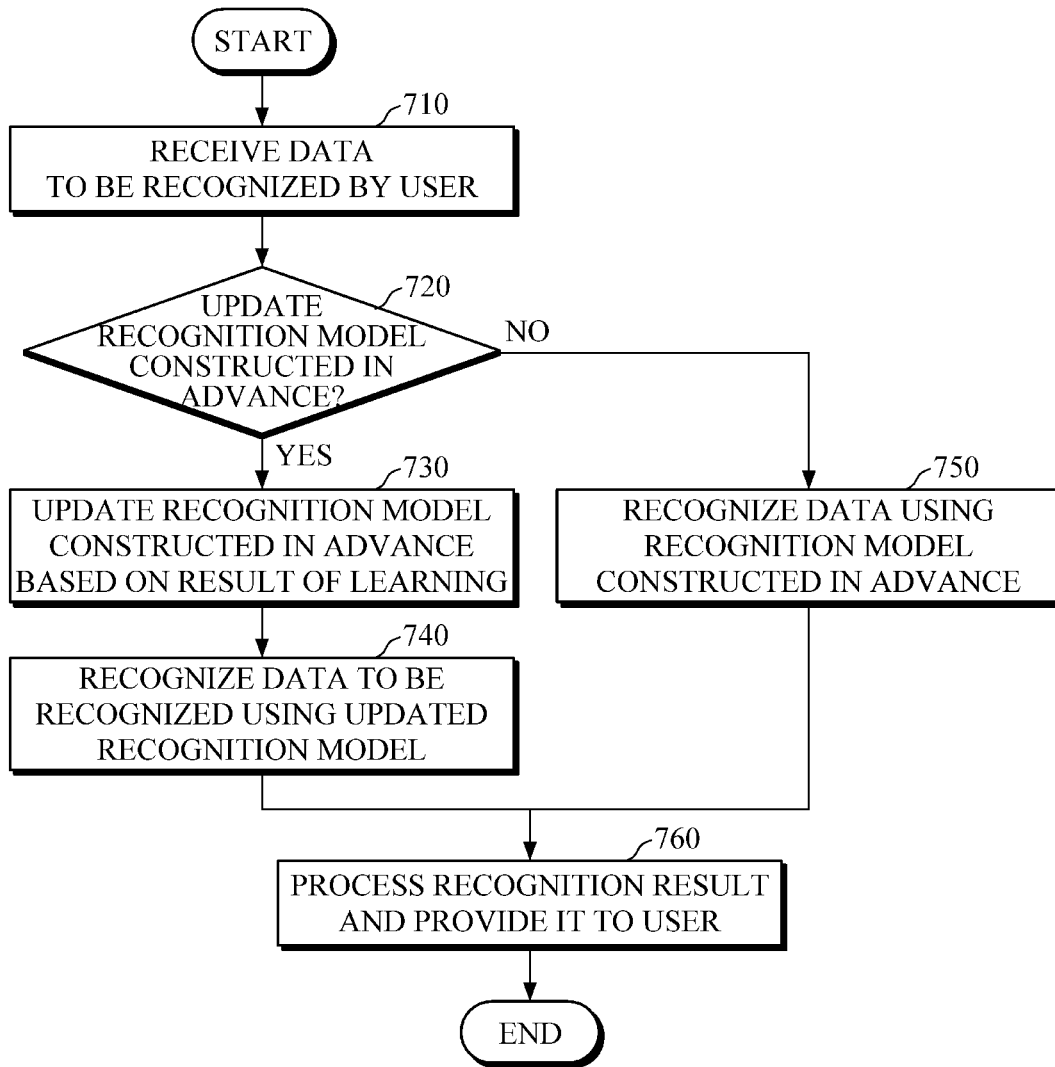 START
710
RECEIVE DATA
TO BE RECOGNIZED BY USER
720
UPDATE
RECOGNITION MODEL
CONSTRUCTED IN
ADVANCE?
NO
YES
730
UPDATE RECOGNITION MODEL
CONSTRUCTED IN ADVANCE
BASED ON RESULT OF LEARNING
750
RECOGNIZE DATA USING
RECOGNITION MODEL
CONSTRUCTED IN ADVANCE
740
RECOGNIZE DATA TO BE
RECOGNIZED USING UPDATED
RECOGNITION MODEL
760
PROCESS RECOGNITION RESULT
AND PROVIDE IT TO USER
END